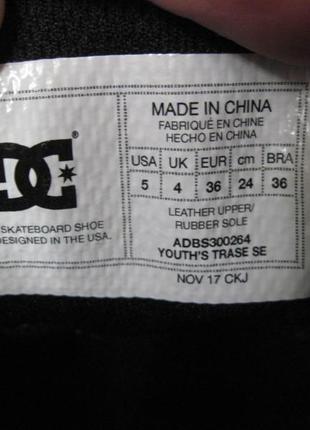 DC
SKATEBOARD SHOE
DESIGNED IN THE USA.
MADE IN CHINA
FABRIQUÉ EN CHINE
HECHO EN CHINA
USA UK EUR cm BRA
5 4 36 24 36
LEATHER UPPER/
RUBBER SOLE
ADBS300264
YOUTH'S TRASE SE
NOV 17 CKJ